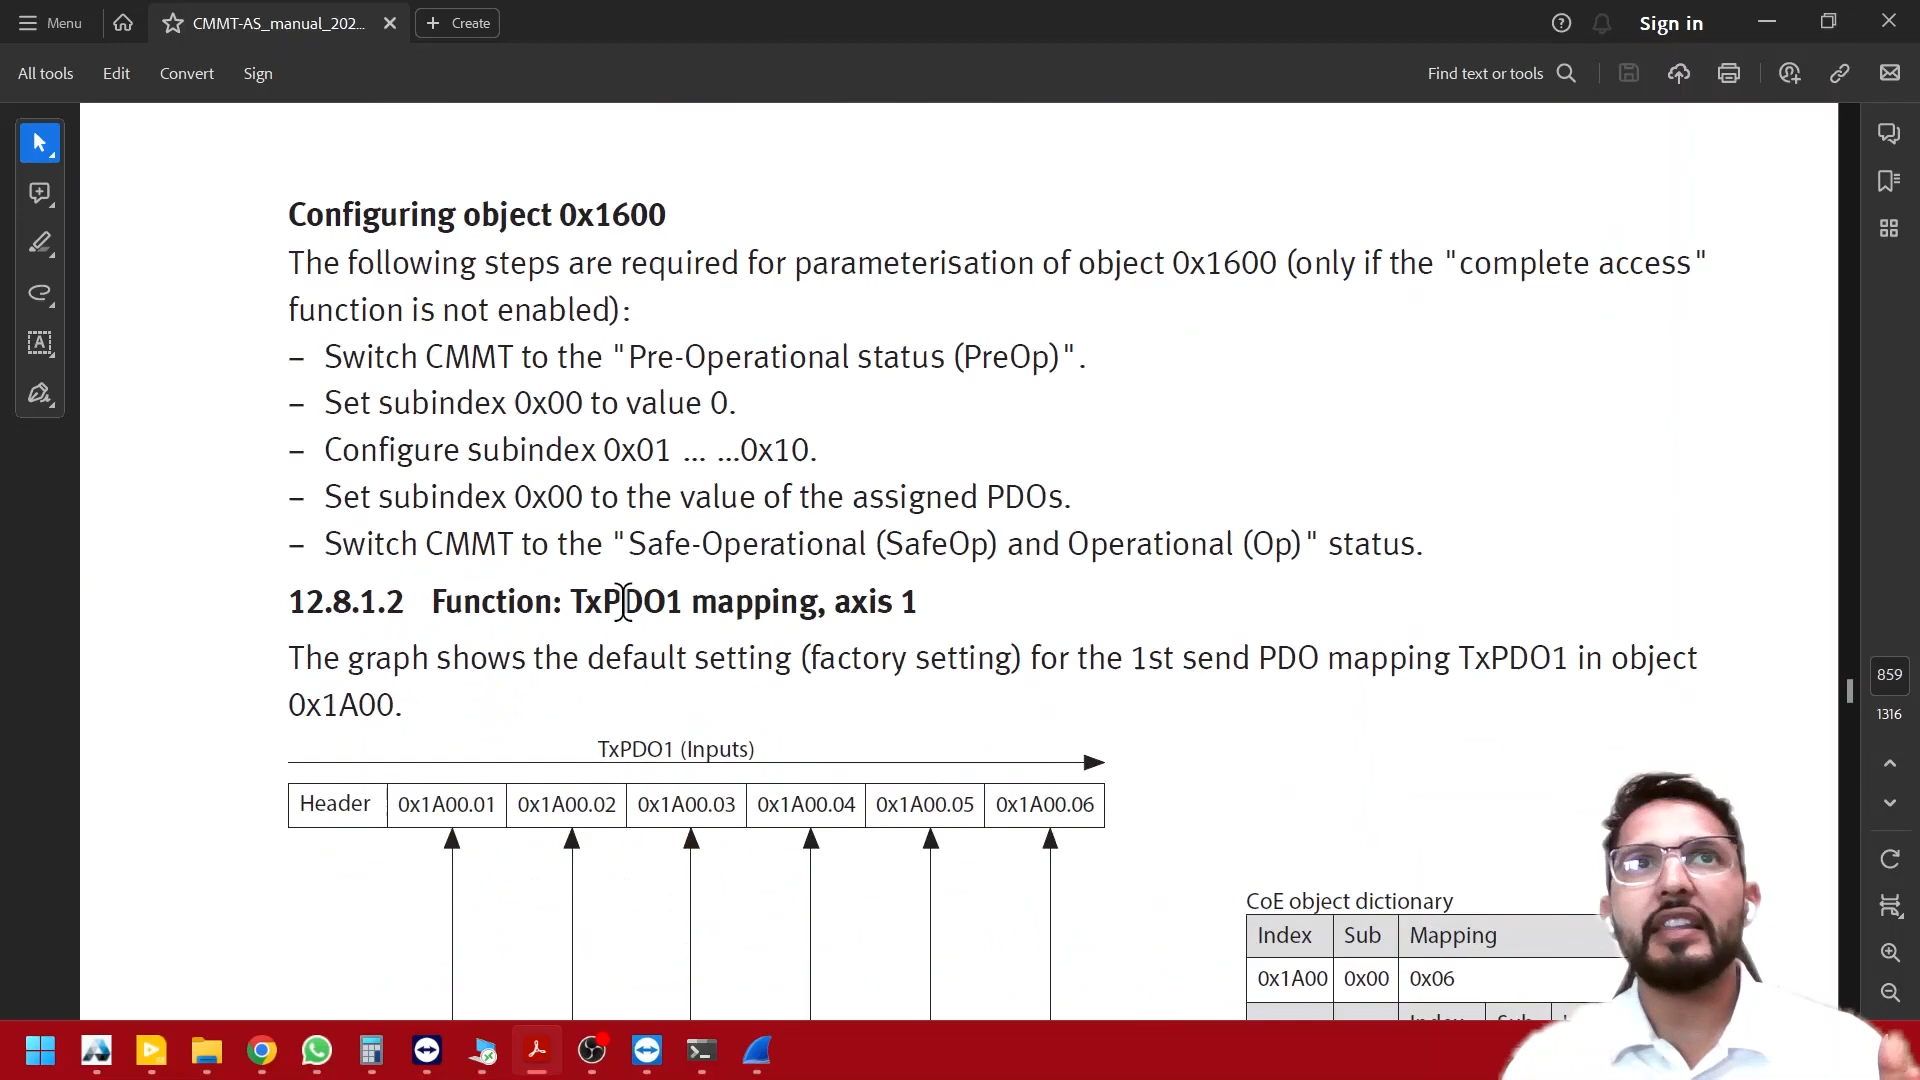 Menu
CMMT-AS_manual_202...
Create
Sign in
All tools
Edit
Convert
Sign
Find text or tools
Configuring object 0x1600
The following steps are required for parameterisation of object 0x1600 (only if the "complete access"
function is not enabled):
– Switch CMMT to the "Pre-Operational status (PreOp)".
– Set subindex 0x00 to value 0.
– Configure subindex 0x01 ... ...0x10.
– Set subindex 0x00 to the value of the assigned PDOs.
– Switch CMMT to the "Safe-Operational (SafeOp) and Operational (Op)" status.
12.8.1.2 Function: TxPDO1 mapping, axis 1
The graph shows the default setting (factory setting) for the 1st send PDO mapping TxPDO1 in object
0x1A00.
859
1316
TxPDO1 (Inputs)
Header 0x1A00.01 0x1A00.02 0x1A00.03 0x1A00.04 0x1A00.05 0x1A00.06
CoE object dictionary
Index Sub Mapping
0x1A00 0x00 0x06
Index Sub